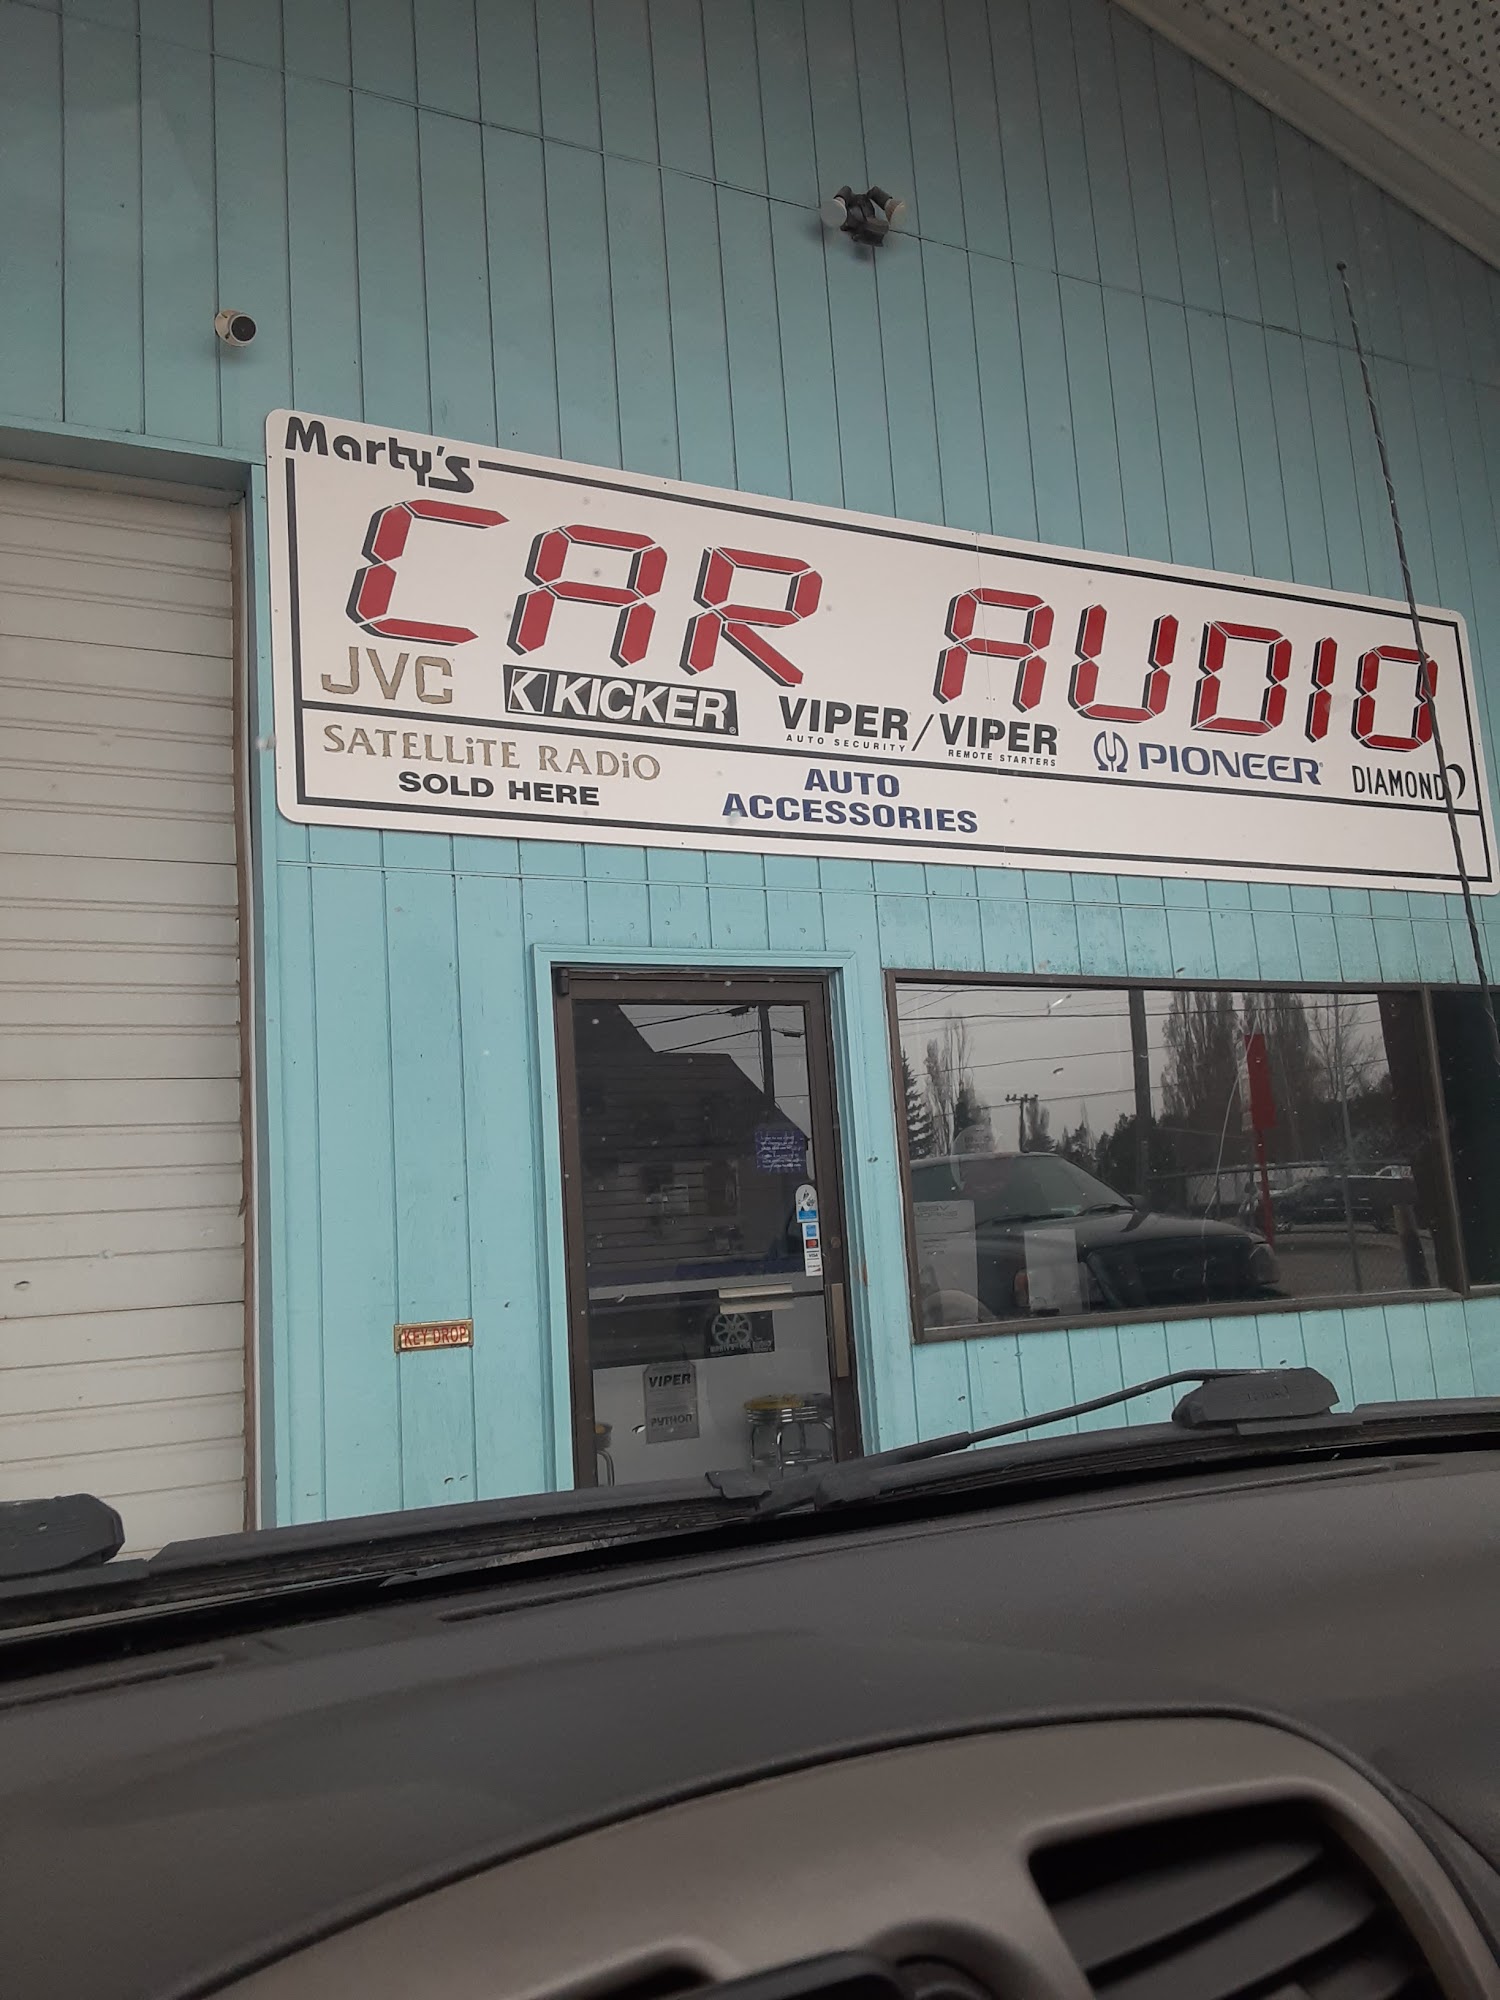 Marty's
CAR AUDIO
JVC
KICKER
VIPER / VIPER
AUTO SECURITY
REMOTE STARTERS
PIONEER
DIAMOND
SATELLiTE RADiO
SOLD HERE
AUTO
ACCESSORIES
KEY DROP
VIPER
PYTHON